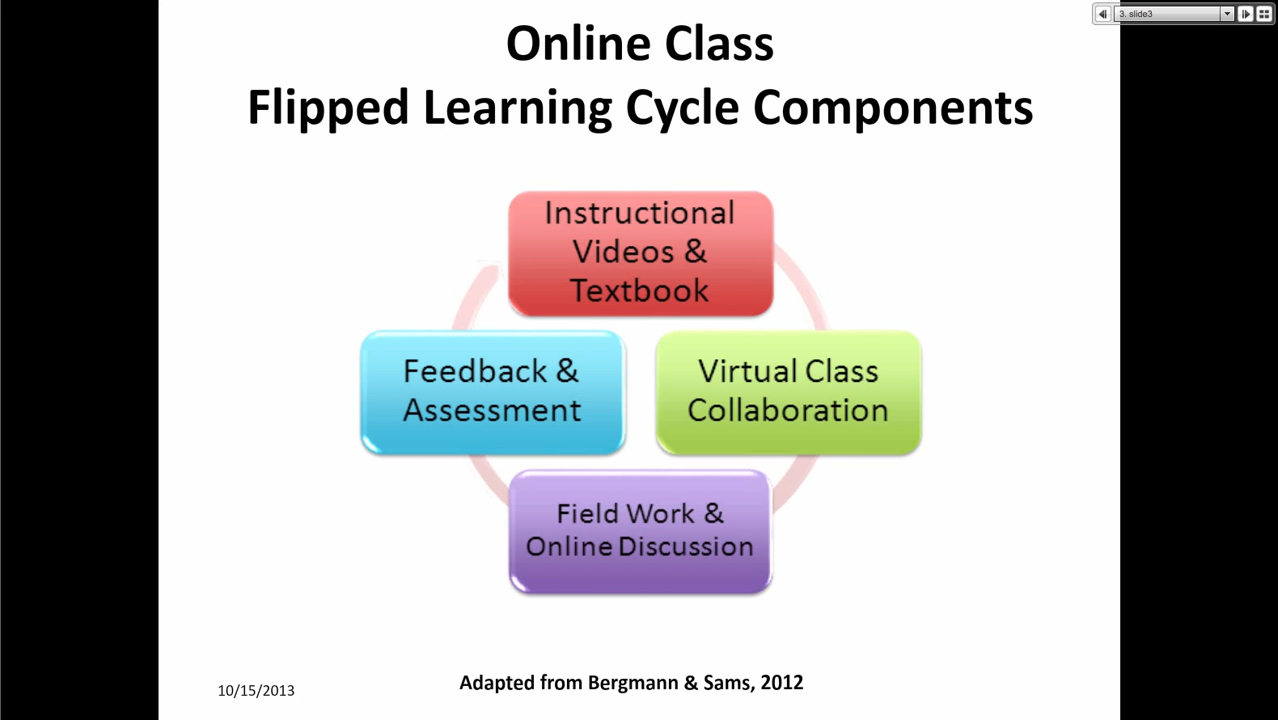 3. slide3
Online Class
Flipped Learning Cycle Components
Instructional
Videos &
Textbook
Feedback &
Assessment
Virtual Class
Collaboration
Field Work &
Online Discussion
10/15/2013
Adapted from Bergmann & Sams, 2012